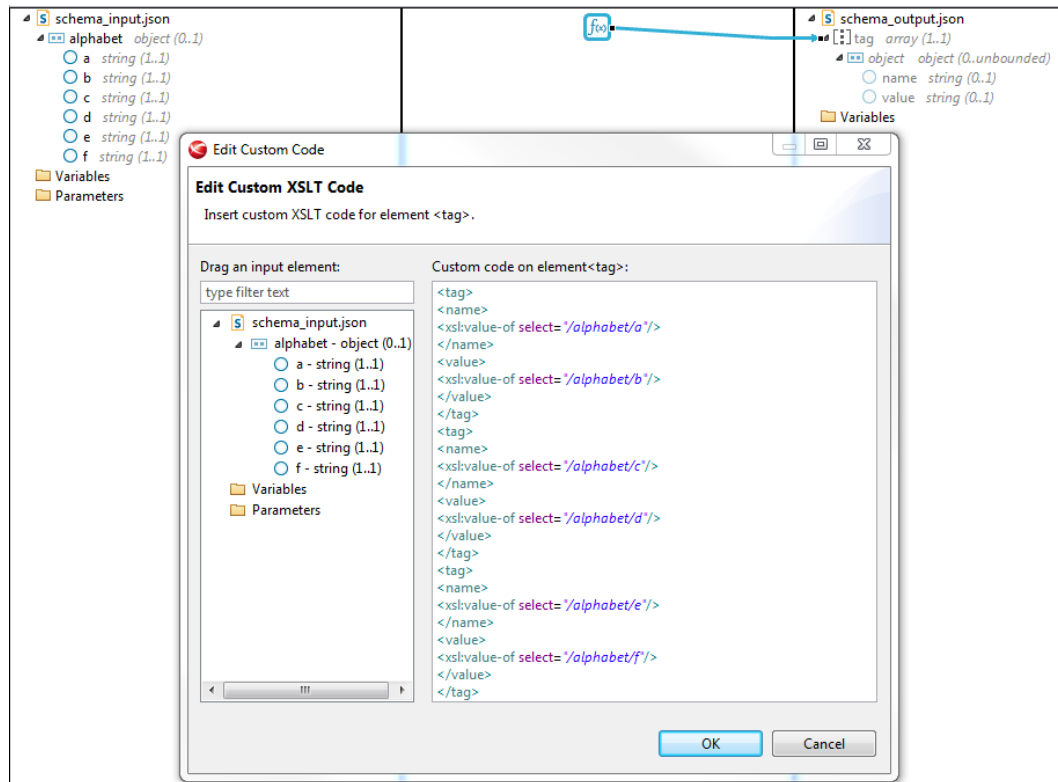 schema_input.json
alphabet object (0..1)
a string (1..1)
b string (1..1)
c string (1..1)
d string (1..1)
e string (1..1)
f string (1..1)
Variables
Parameters
f(x)
schema_output.json
tag array (1..1)
object object (0..unbounded)
name string (0..1)
value string (0..1)
Variables
Edit Custom Code
Edit Custom XSLT Code
Insert custom XSLT code for element <tag>.
Drag an input element:
type filter text
schema_input.json
alphabet - object (0..1)
a - string (1..1)
b - string (1..1)
c - string (1..1)
d - string (1..1)
e - string (1..1)
f - string (1..1)
Variables
Parameters
Custom code on element<tag>:
<tag>
<name>
<xsl:value-of select="/alphabet/a"/>
</name>
<value>
<xsl:value-of select="/alphabet/b"/>
</value>
</tag>
<tag>
<name>
<xsl:value-of select="/alphabet/c"/>
</name>
<value>
<xsl:value-of select="/alphabet/d"/>
</value>
</tag>
<tag>
<name>
<xsl:value-of select="/alphabet/e"/>
</name>
<value>
<xsl:value-of select="/alphabet/f"/>
</value>
</tag>
OK
Cancel